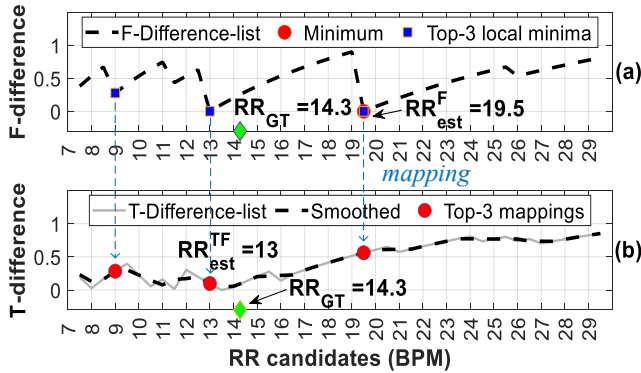 F-Difference-list Minimum Top-3 local minima
F-difference
1
0.5
0
(a)
RR_GT =14.3
RR^F_est =19.5
7 8 9 10 11 12 13 14 15 16 17 18 19 20 21 22 23 24 25 26 27 28 29
mapping
T-Difference-list Smoothed Top-3 mappings
T-difference
1
0.5
0
(b)
RR^TF_est =13
RR_GT =14.3
7 8 9 10 11 12 13 14 15 16 17 18 19 20 21 22 23 24 25 26 27 28 29
RR candidates (BPM)